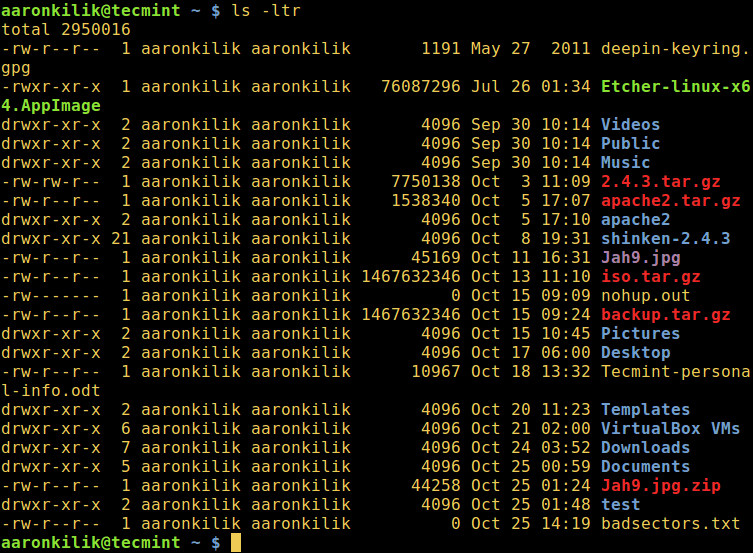 aaronkilik@tecmint ~ $ ls -ltr
total 2950016
-rw-r--r--  1 aaronkilik aaronkilik       1191 May 27  2011 deepin-keyring.
gpg
-rwxr-xr-x  1 aaronkilik aaronkilik   76087296 Jul 26 01:34 Etcher-linux-x6
4.AppImage
drwxr-xr-x  2 aaronkilik aaronkilik       4096 Sep 30 10:14 Videos
drwxr-xr-x  2 aaronkilik aaronkilik       4096 Sep 30 10:14 Public
drwxr-xr-x  2 aaronkilik aaronkilik       4096 Sep 30 10:14 Music
-rw-rw-r--  1 aaronkilik aaronkilik    7750138 Oct  3 11:09 2.4.3.tar.gz
-rw-r--r--  1 aaronkilik aaronkilik    1538340 Oct  5 17:07 apache2.tar.gz
drwxr-xr-x  2 aaronkilik aaronkilik       4096 Oct  5 17:10 apache2
drwxr-xr-x 21 aaronkilik aaronkilik       4096 Oct  8 19:31 shinken-2.4.3
-rw-r--r--  1 aaronkilik aaronkilik      45169 Oct 11 16:31 Jah9.jpg
-rw-r--r--  1 aaronkilik aaronkilik 1467632346 Oct 13 11:10 iso.tar.gz
-rw-------  1 aaronkilik aaronkilik          0 Oct 15 09:09 nohup.out
-rw-r--r--  1 aaronkilik aaronkilik 1467632346 Oct 15 09:24 backup.tar.gz
drwxr-xr-x  2 aaronkilik aaronkilik       4096 Oct 15 10:45 Pictures
drwxr-xr-x  2 aaronkilik aaronkilik       4096 Oct 17 06:00 Desktop
-rw-r--r--  1 aaronkilik aaronkilik      10967 Oct 18 13:32 Tecmint-persona
l-info.odt
drwxr-xr-x  2 aaronkilik aaronkilik       4096 Oct 20 11:23 Templates
drwxr-xr-x  6 aaronkilik aaronkilik       4096 Oct 21 02:00 VirtualBox VMs
drwxr-xr-x  7 aaronkilik aaronkilik       4096 Oct 24 03:52 Downloads
drwxr-xr-x  5 aaronkilik aaronkilik       4096 Oct 25 00:59 Documents
-rw-r--r--  1 aaronkilik aaronkilik      44258 Oct 25 01:24 Jah9.jpg.zip
drwxr-xr-x  2 aaronkilik aaronkilik       4096 Oct 25 01:48 test
-rw-r--r--  1 aaronkilik aaronkilik          0 Oct 25 14:19 badsectors.txt
aaronkilik@tecmint ~ $